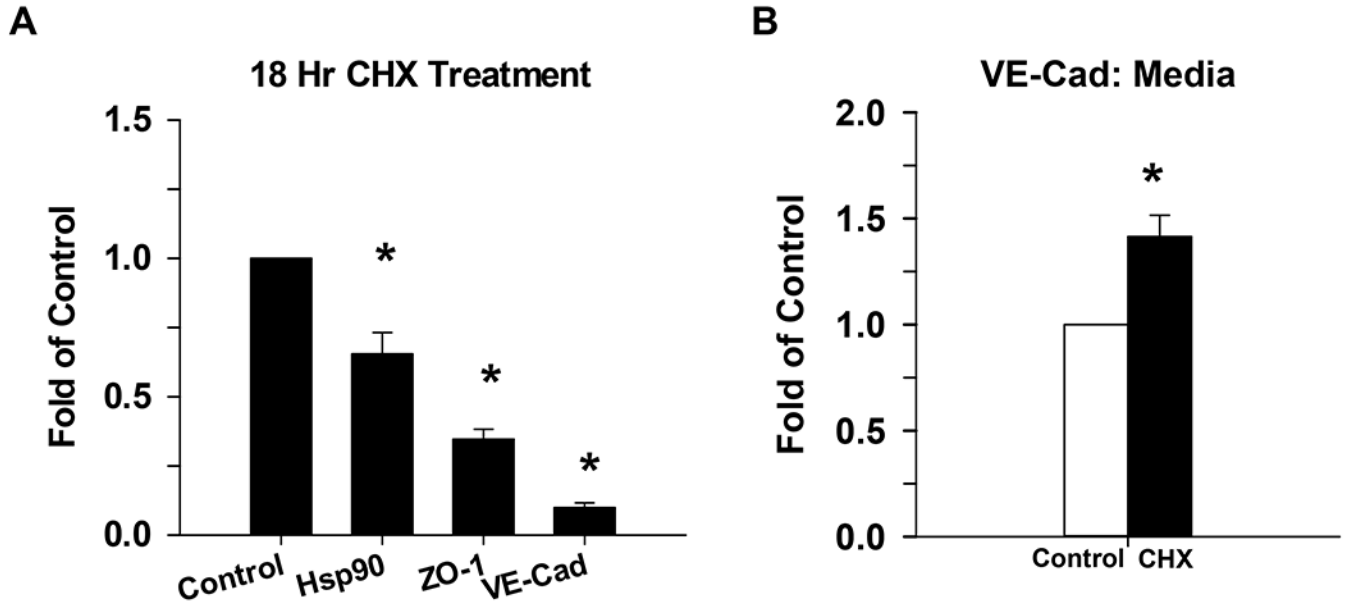 A
18 Hr CHX Treatment
Fold of Control
1.5
1.0
0.5
0.0
*
*
*
Control
Hsp90
ZO-1
VE-Cad
B
VE-Cad: Media
Fold of Control
2.0
1.5
1.0
0.5
0.0
*
Control
CHX